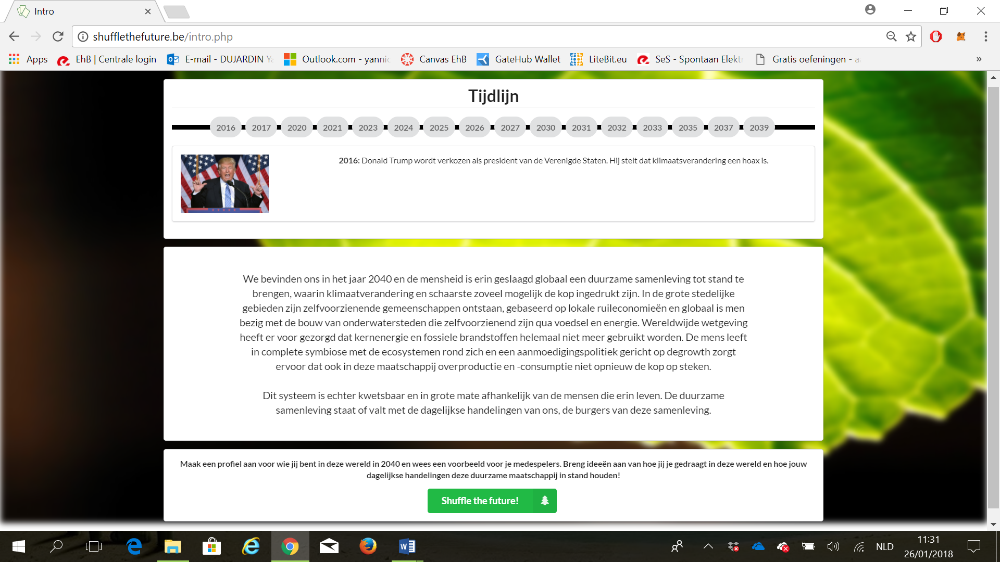 Intro
shufflethefuture.be/intro.php
Apps
EhB | Centrale login
E-mail - DUJARDIN Ya
Outlook.com - yannic
Canvas EhB
GateHub Wallet
LiteBit.eu
SeS - Spontaan Elektr
Gratis oefeningen - a
»
Tijdlijn
2016 2017 2020 2021 2023 2024 2025 2026 2027 2030 2031 2032 2033 2035 2037 2039
2016: Donald Trump wordt verkozen als president van de Verenigde Staten. Hij stelt dat klimaatsverandering een hoax is.
We bevinden ons in het jaar 2040 en de mensheid is erin geslaagd globaal een duurzame samenleving tot stand te
brengen, waarin klimaatverandering en schaarste zoveel mogelijk de kop ingedrukt zijn. In de grote stedelijke
gebieden zijn zelfvoorzienende gemeenschappen ontstaan, gebaseerd op lokale ruileconomieën en globaal is men
bezig met de bouw van onderwatersteden die zelfvoorzienend zijn qua voedsel en energie. Wereldwijde wetgeving
heeft er voor gezorgd dat kernenergie en fossiele brandstoffen helemaal niet meer gebruikt worden. De mens leeft
in complete symbiose met de ecosystemen rond zich en een aanmoedigingspolitiek gericht op degrowth zorgt
ervoor dat ook in deze maatschappij overproductie en -consumptie niet opnieuw de kop op steken.
Dit systeem is echter kwetsbaar en in grote mate afhankelijk van de mensen die erin leven. De duurzame
samenleving staat of valt met de dagelijkse handelingen van ons, de burgers van deze samenleving.
Maak een profiel aan voor wie jij bent in deze wereld in 2040 en wees een voorbeeld voor je medespelers. Breng ideeën aan van hoe jij je gedraagt in deze wereld en hoe jouw
dagelijkse handelingen deze duurzame maatschappij in stand houden!
Shuffle the future!
NLD
11:31
26/01/2018